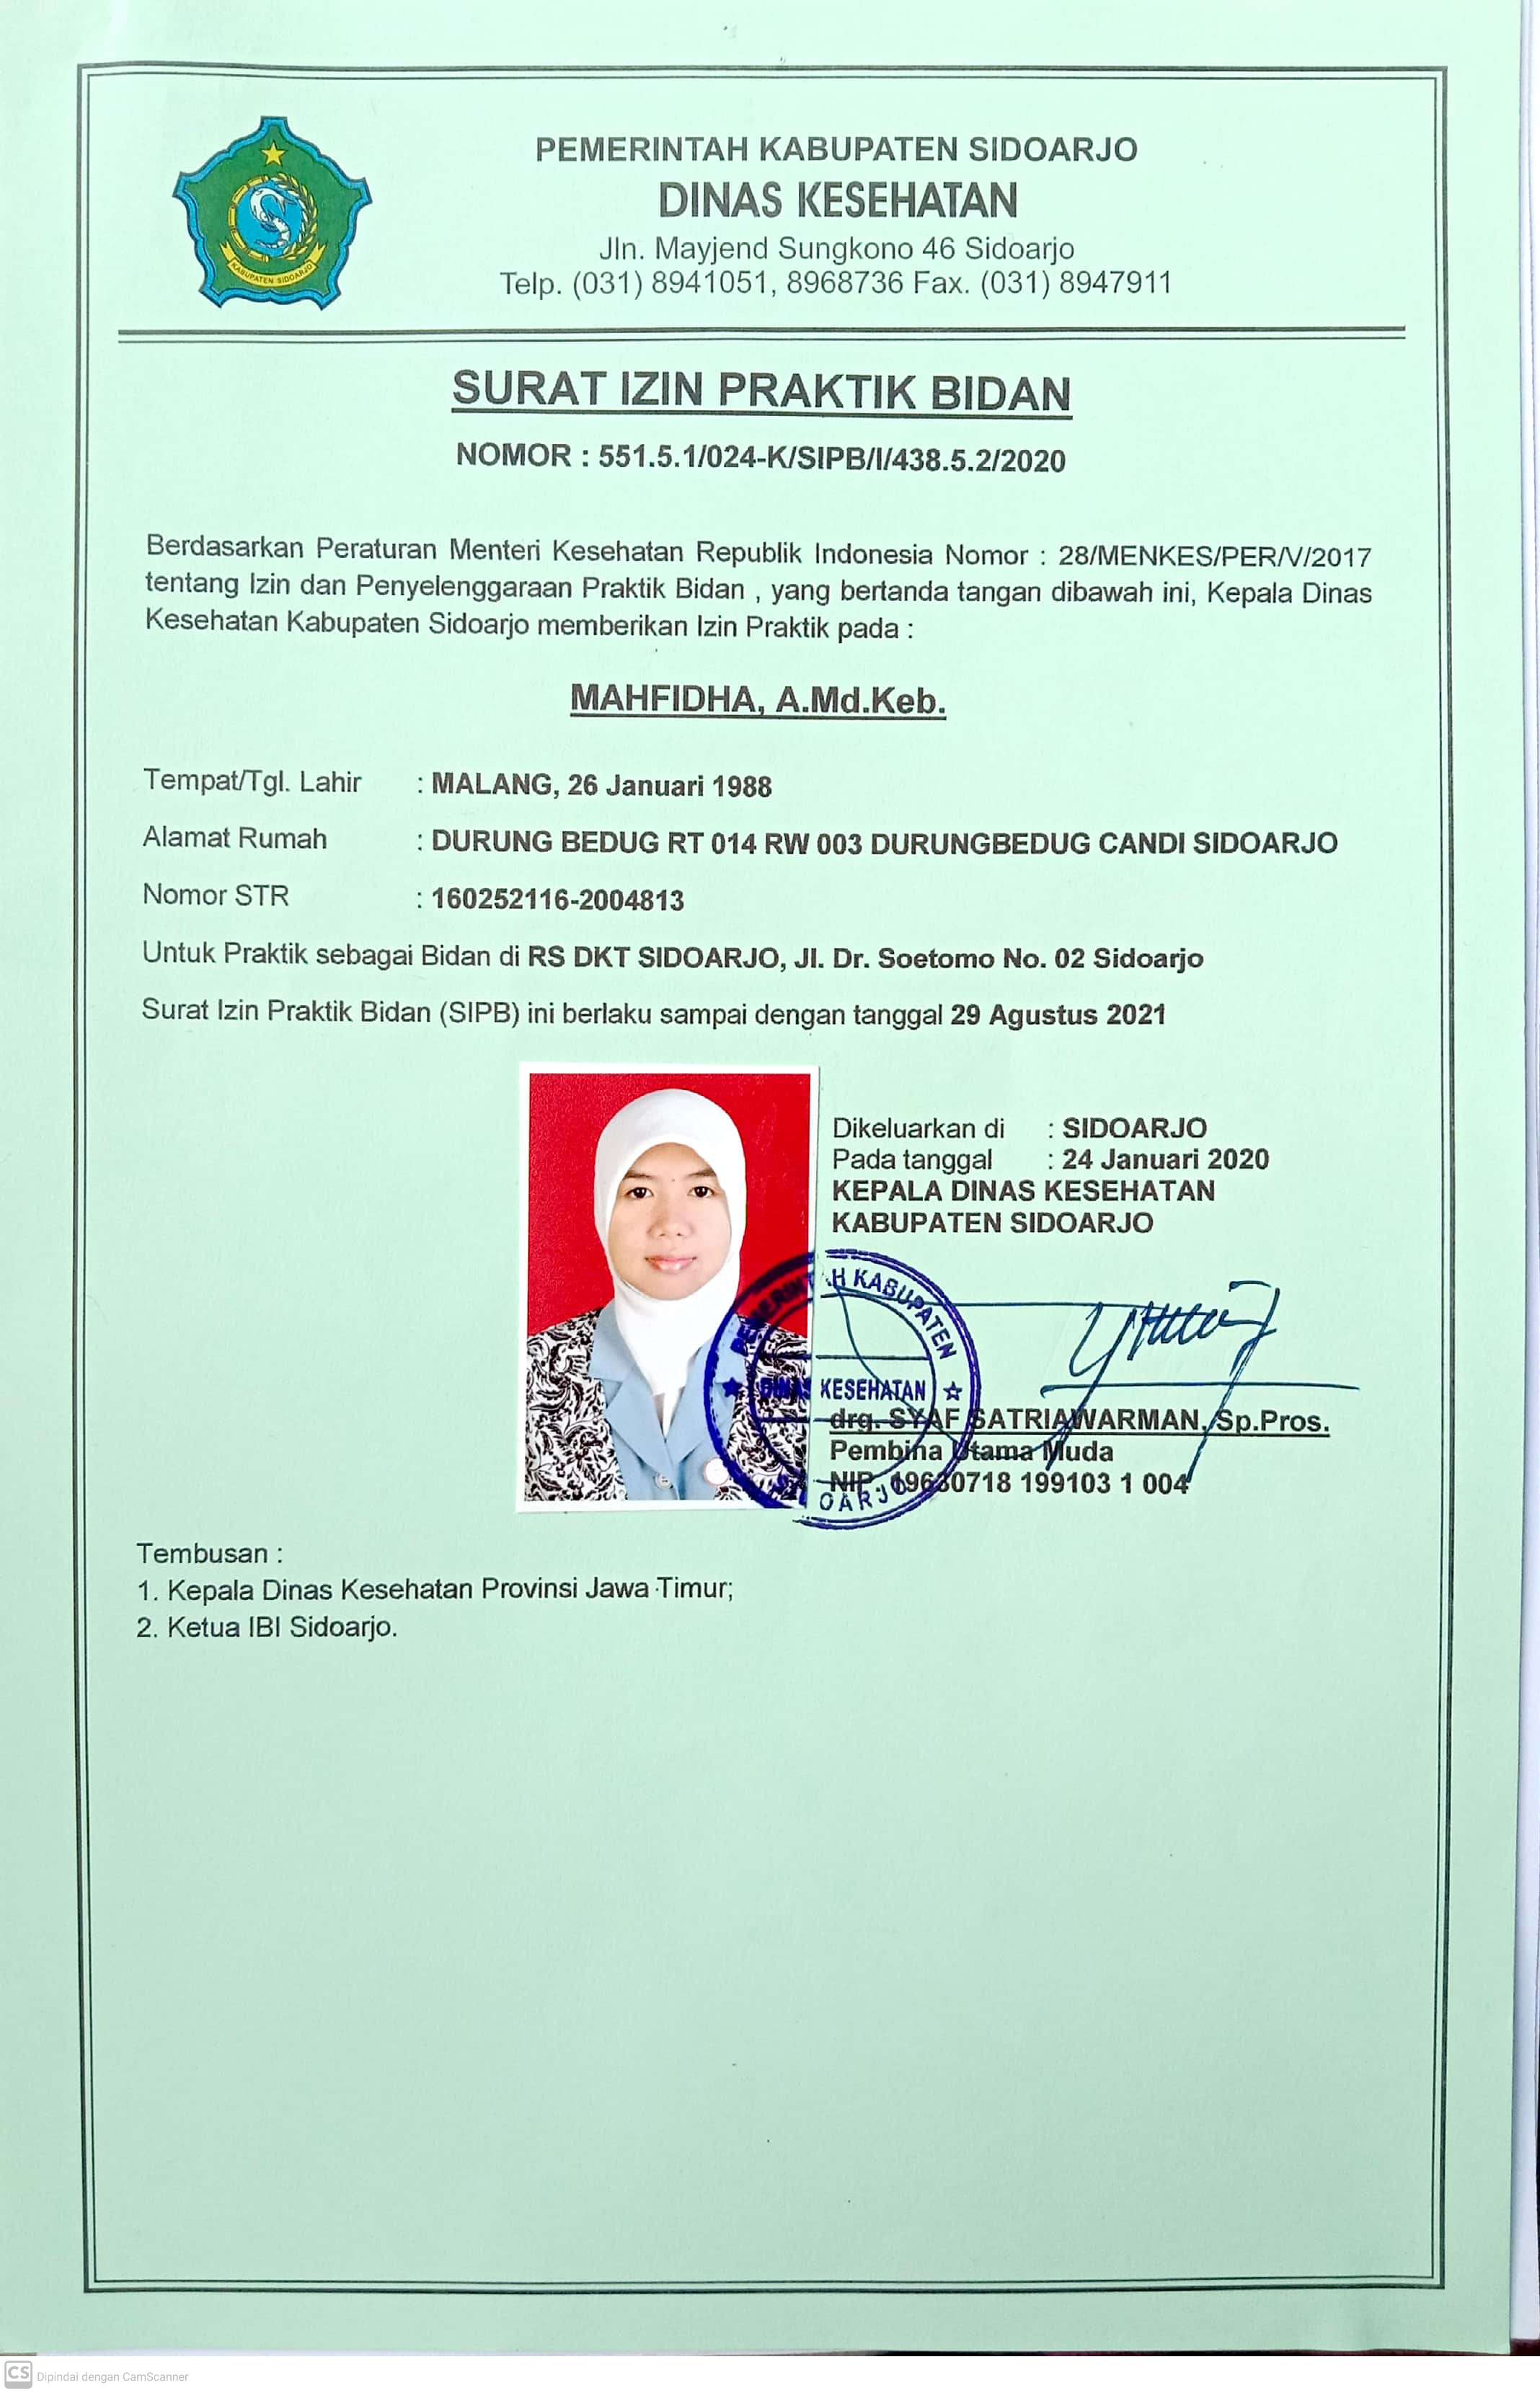 KABUPATEN SIDOARJO
PEMERINTAH KABUPATEN SIDOARJO
DINAS KESEHATAN
Jln. Mayjend Sungkono 46 Sidoarjo
Telp. (031) 8941051, 8968736 Fax. (031) 8947911
SURAT IZIN PRAKTIK BIDAN
NOMOR : 551.5.1/024-K/SIPB/I/438.5.2/2020
Berdasarkan Peraturan Menteri Kesehatan Republik Indonesia Nomor : 28/MENKES/PER/V/2017
tentang Izin dan Penyelenggaraan Praktik Bidan , yang bertanda tangan dibawah ini, Kepala Dinas
Kesehatan Kabupaten Sidoarjo memberikan Izin Praktik pada :
MAHFIDHA, A.Md.Keb.
Tempat/Tgl. Lahir : MALANG, 26 Januari 1988
Alamat Rumah : DURUNG BEDUG RT 014 RW 003 DURUNGBEDUG CANDI SIDOARJO
Nomor STR : 160252116-2004813
Untuk Praktik sebagai Bidan di RS DKT SIDOARJO, Jl. Dr. Soetomo No. 02 Sidoarjo
Surat Izin Praktik Bidan (SIPB) ini berlaku sampai dengan tanggal 29 Agustus 2021
Dikeluarkan di : SIDOARJO
Pada tanggal : 24 Januari 2020
KEPALA DINAS KESEHATAN
KABUPATEN SIDOARJO
PEMERINTAH KABUPATEN
DINAS KESEHATAN
SIDOARJO
drg. SYAF SATRIAWARMAN, Sp.Pros.
Pembina Utama Muda
NIP. 19630718 199103 1 004
Tembusan :
1. Kepala Dinas Kesehatan Provinsi Jawa Timur;
2. Ketua IBI Sidoarjo.
CS Dipindai dengan CamScanner